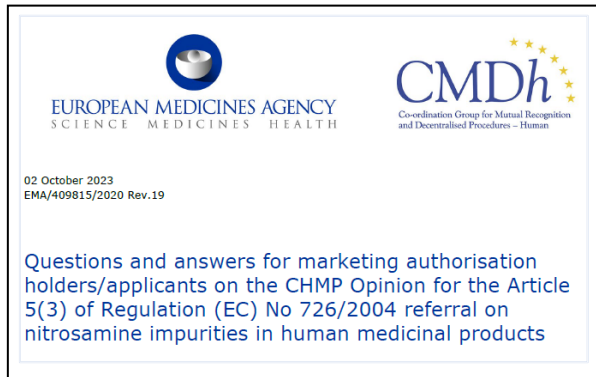 EUROPEAN MEDICINES AGENCY
SCIENCE MEDICINES HEALTH
CMDh
Co-ordination Group for Mutual Recognition
and Decentralised Procedures – Human
02 October 2023
EMA/409815/2020 Rev.19
Questions and answers for marketing authorisation
holders/applicants on the CHMP Opinion for the Article
5(3) of Regulation (EC) No 726/2004 referral on
nitrosamine impurities in human medicinal products